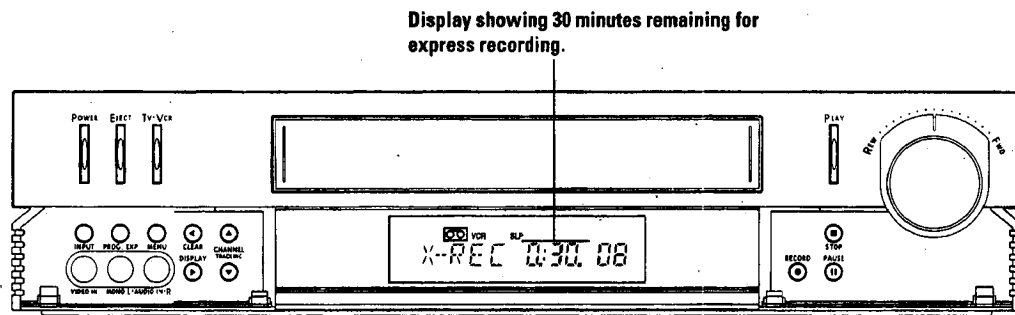 Display showing 30 minutes remaining for
express recording.
POWER EJECT TV·VCR
PLAY
REW FWD
VCR SLP
X-REC 0:30. 08
INPUT PROG. EXP MENU CLEAR CHANNEL
TRACKING
DISPLAY
VIDEO IN MONO L·AUDIO IN·R
STOP
RECORD PAUSE